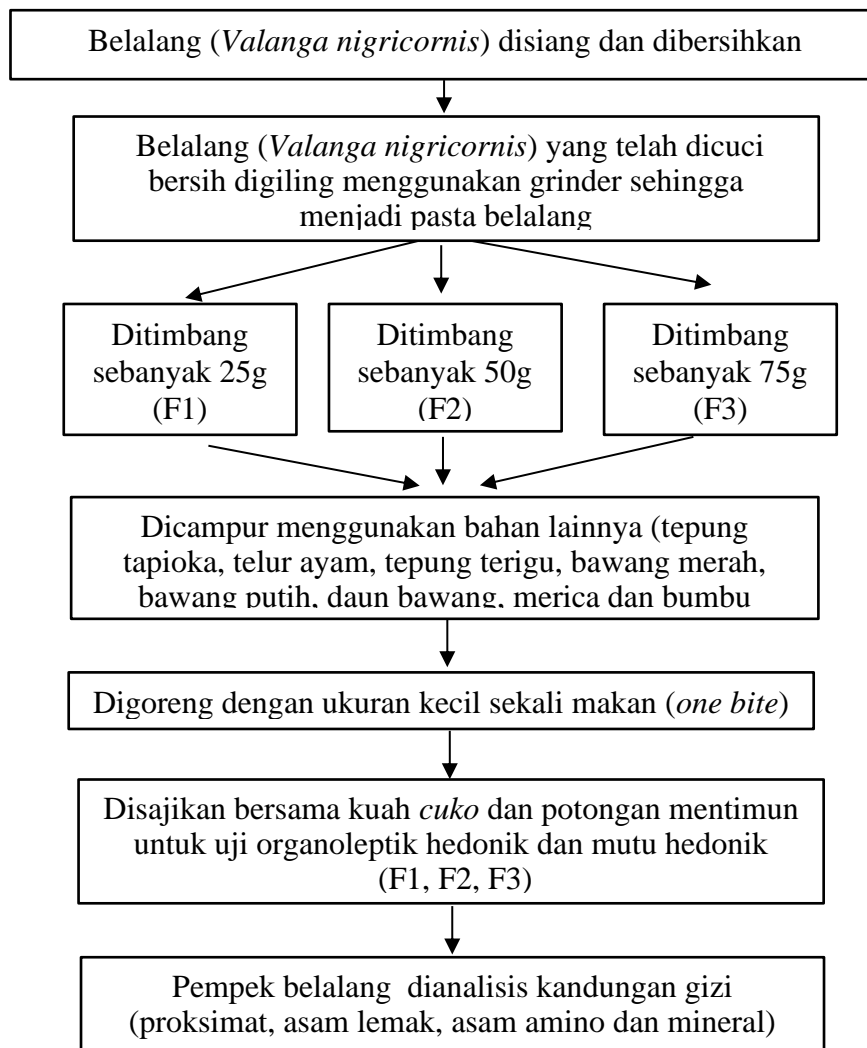 Belalang (Valanga nigricornis) disiang dan dibersihkan
Belalang (Valanga nigricornis) yang telah dicuci
bersih digiling menggunakan grinder sehingga
menjadi pasta belalang
Ditimbang
sebanyak 25g
(F1)
Ditimbang
sebanyak 50g
(F2)
Ditimbang
sebanyak 75g
(F3)
Dicampur menggunakan bahan lainnya (tepung
tapioka, telur ayam, tepung terigu, bawang merah,
bawang putih, daun bawang, merica dan bumbu
Digoreng dengan ukuran kecil sekali makan (one bite)
Disajikan bersama kuah cuko dan potongan mentimun
untuk uji organoleptik hedonik dan mutu hedonik
(F1, F2, F3)
Pempek belalang dianalisis kandungan gizi
(proksimat, asam lemak, asam amino dan mineral)